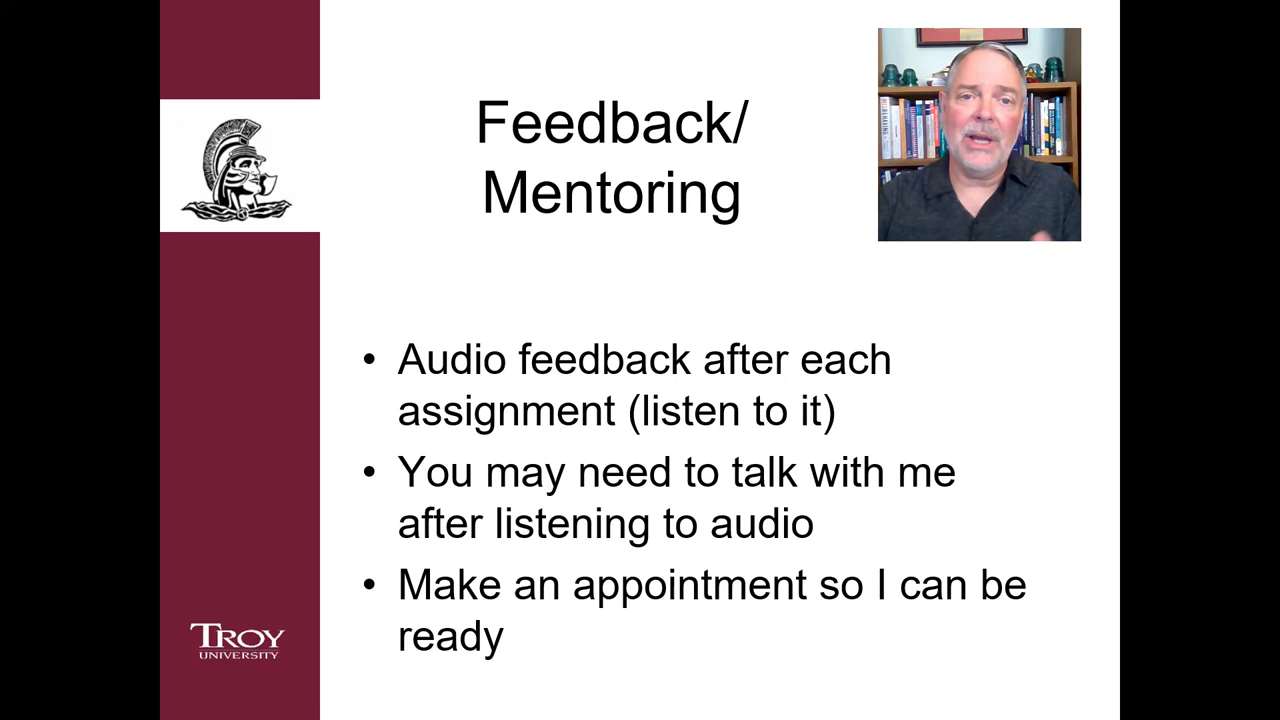 Feedback/
Mentoring
• Audio feedback after each
assignment (listen to it)
• You may need to talk with me
after listening to audio
• Make an appointment so I can be
ready
TROY
UNIVERSITY